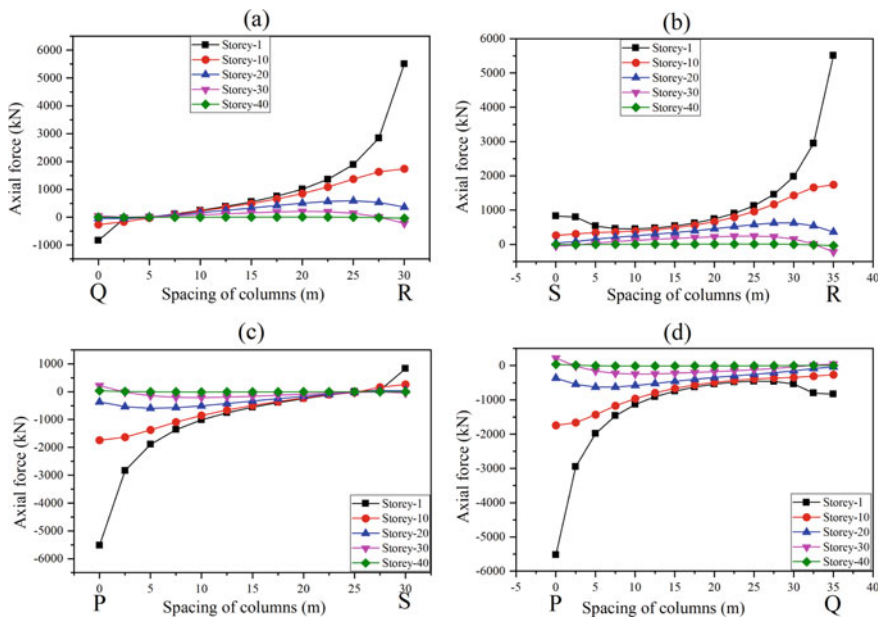 (a)
Axial force (kN)
6000
5000
4000
3000
2000
1000
0
-1000
Storey-1
Storey-10
Storey-20
Storey-30
Storey-40
0 5 10 15 20 25 30
Q Spacing of columns (m) R
(b)
Axial force (kN)
6000
5000
4000
3000
2000
1000
0
Storey-1
Storey-10
Storey-20
Storey-30
Storey-40
-5 0 5 10 15 20 25 30 35 40
S Spacing of columns (m) R
(c)
Axial force (kN)
1000
0
-1000
-2000
-3000
-4000
-5000
-6000
Storey-1
Storey-10
Storey-20
Storey-30
Storey-40
0 5 10 15 20 25 30
P Spacing of columns (m) S
(d)
Axial force (kN)
0
-1000
-2000
-3000
-4000
-5000
-6000
Storey-1
Storey-10
Storey-20
Storey-30
Storey-40
-5 0 5 10 15 20 25 30 35 40
P Spacing of columns (m) Q